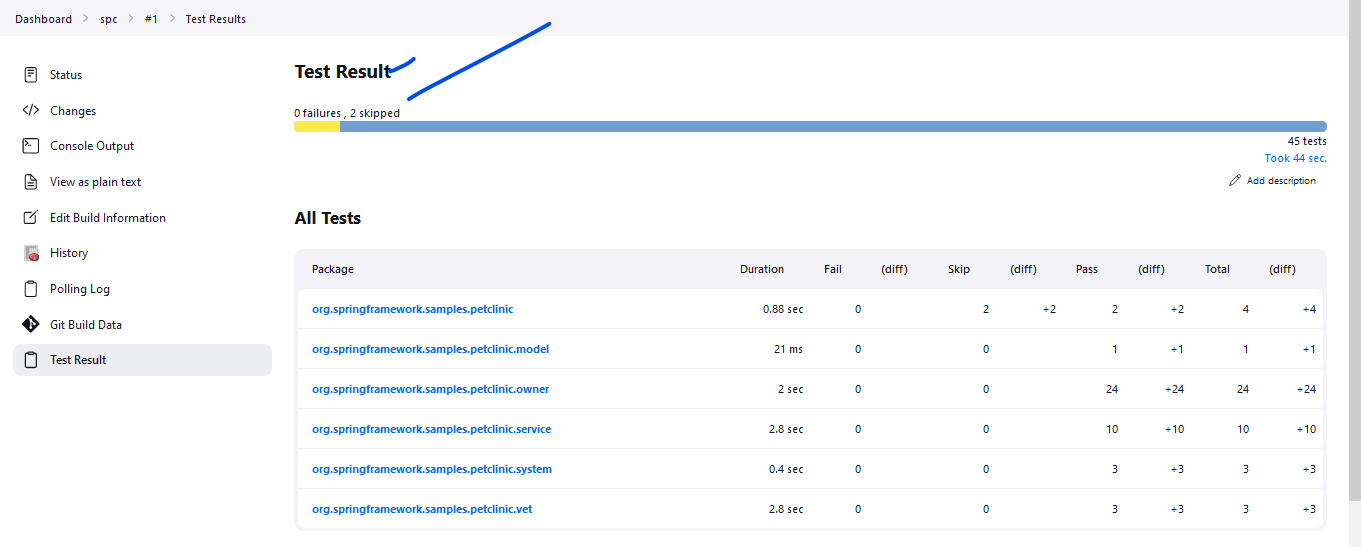 Dashboard > spc > #1 > Test Results
Status
Changes
Console Output
View as plain text
Edit Build Information
History
Polling Log
Git Build Data
Test Result
Test Result
0 failures , 2 skipped
45 tests
Took 44 sec.
Add description
All Tests
Package Duration Fail (diff) Skip (diff) Pass (diff) Total (diff)
org.springframework.samples.petclinic 0.88 sec 0 2 +2 2 +2 4 +4
org.springframework.samples.petclinic.model 21 ms 0 0 1 +1 1 +1
org.springframework.samples.petclinic.owner 2 sec 0 0 24 +24 24 +24
org.springframework.samples.petclinic.service 2.8 sec 0 0 10 +10 10 +10
org.springframework.samples.petclinic.system 0.4 sec 0 0 3 +3 3 +3
org.springframework.samples.petclinic.vet 2.8 sec 0 0 3 +3 3 +3